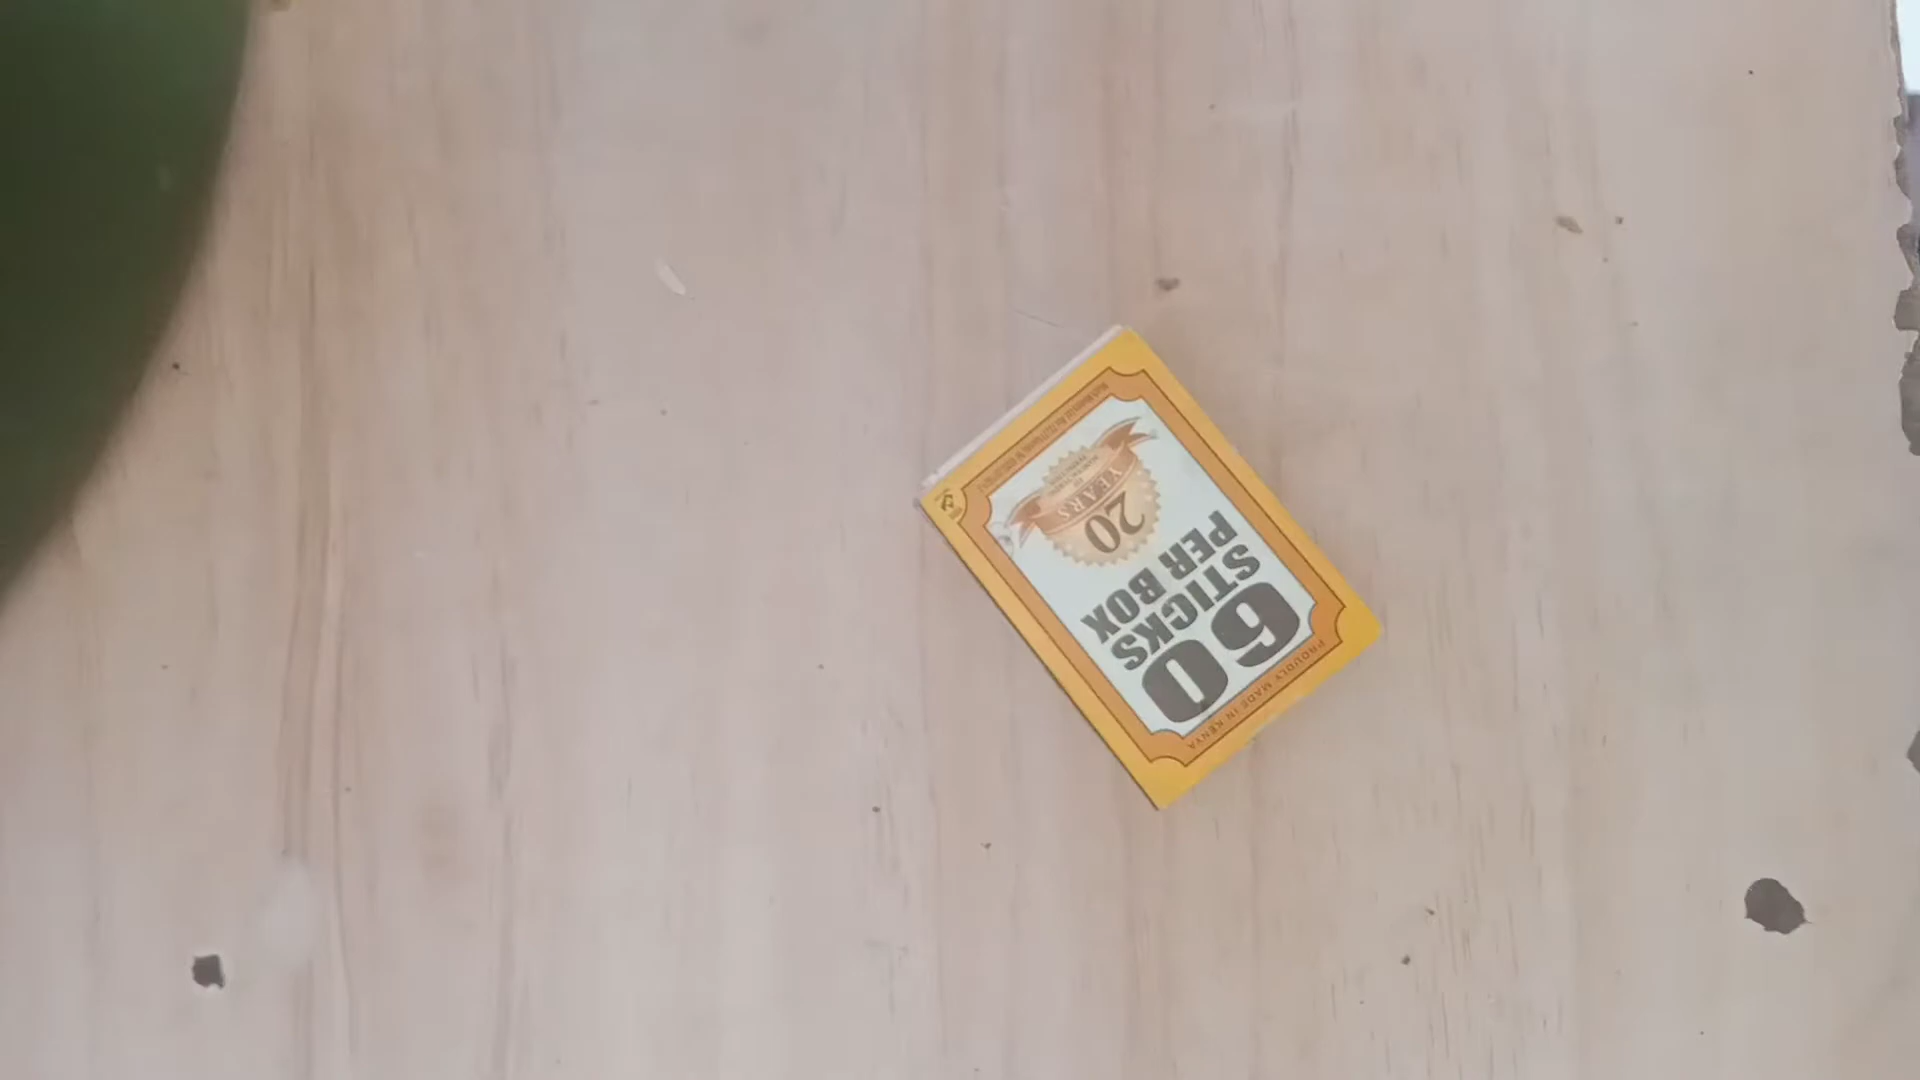 PROUDLY MADE IN KENYA
60
STICKS
PER BOX
20
YEARS